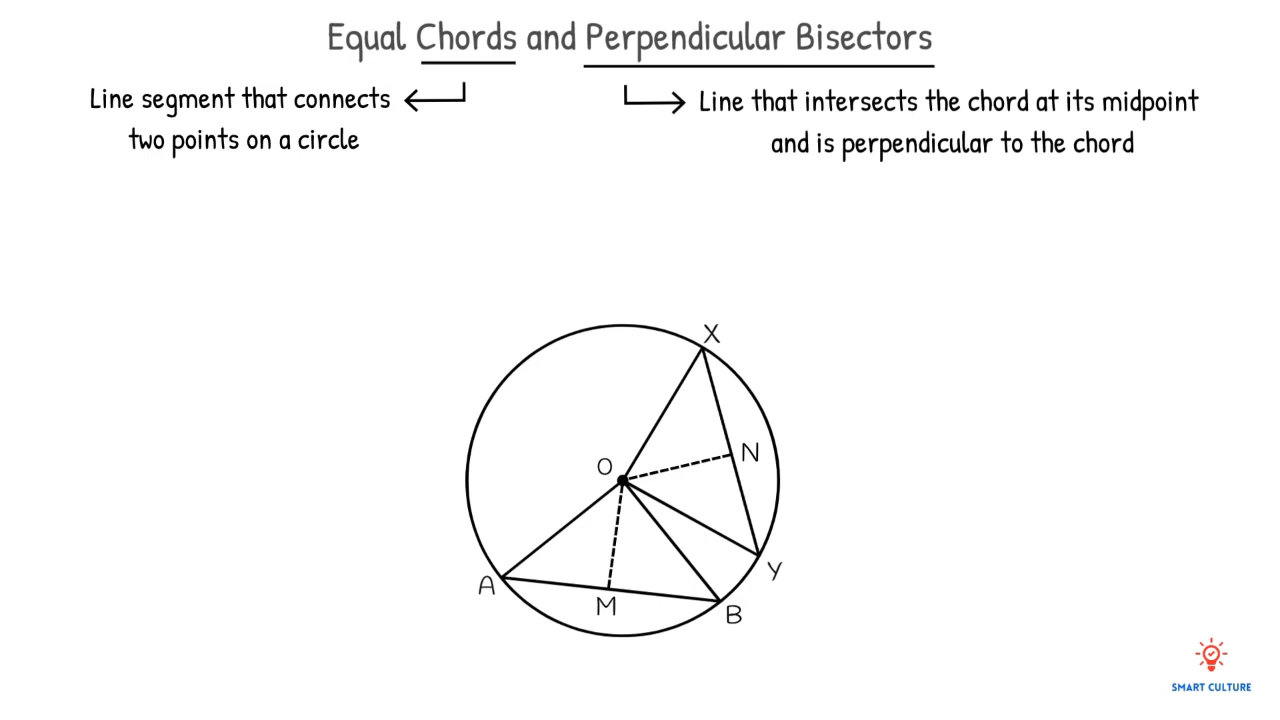 Equal Chords and Perpendicular Bisectors
Line segment that connects
two points on a circle
Line that intersects the chord at its midpoint
and is perpendicular to the chord
X
O
N
A
M
B
Y
SMART CULTURE